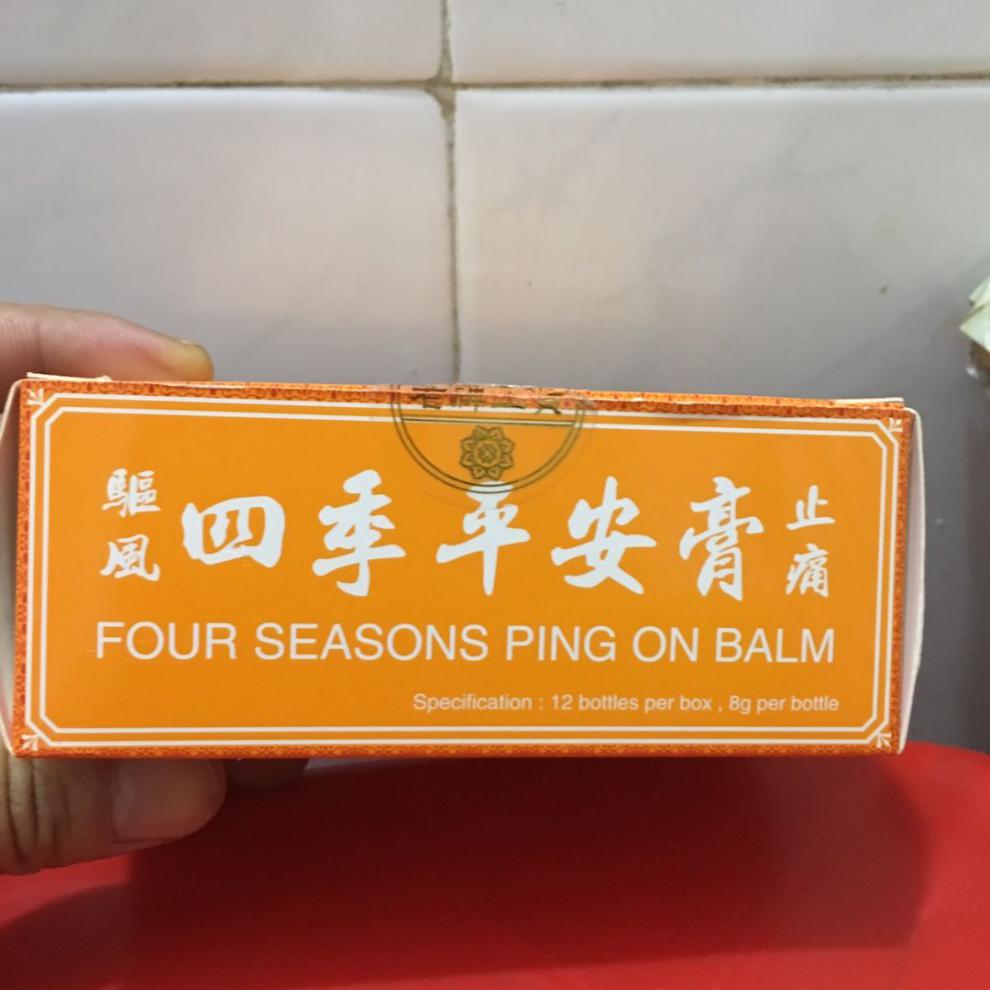 驅風 四季平安膏 止痛
FOUR SEASONS PING ON BALM
Specification : 12 bottles per box , 8g per bottle